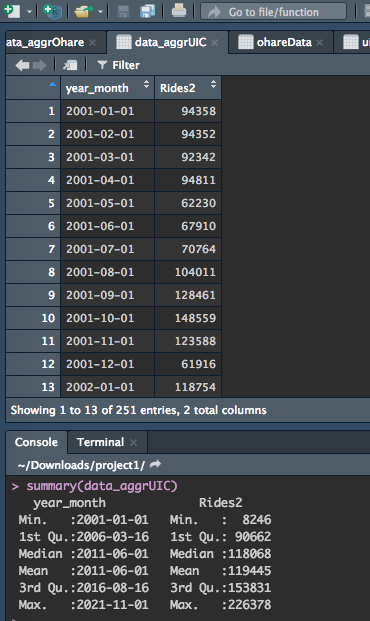 Go to file/function
ata_aggrOhare × data_aggrUIC × ohareData × ui
Filter
year_month Rides2
1 2001-01-01 94358
2 2001-02-01 94352
3 2001-03-01 92342
4 2001-04-01 94811
5 2001-05-01 62230
6 2001-06-01 67910
7 2001-07-01 70764
8 2001-08-01 104011
9 2001-09-01 128461
10 2001-10-01 148559
11 2001-11-01 123588
12 2001-12-01 61916
13 2002-01-01 118754
Showing 1 to 13 of 251 entries, 2 total columns
Console Terminal ×
~/Downloads/project1/
> summary(data_aggrUIC)
year_month Rides2
Min. :2001-01-01 Min. : 8246
1st Qu.:2006-03-16 1st Qu.: 90662
Median :2011-06-01 Median :118068
Mean :2011-06-01 Mean :119445
3rd Qu.:2016-08-16 3rd Qu.:153831
Max. :2021-11-01 Max. :226378
>